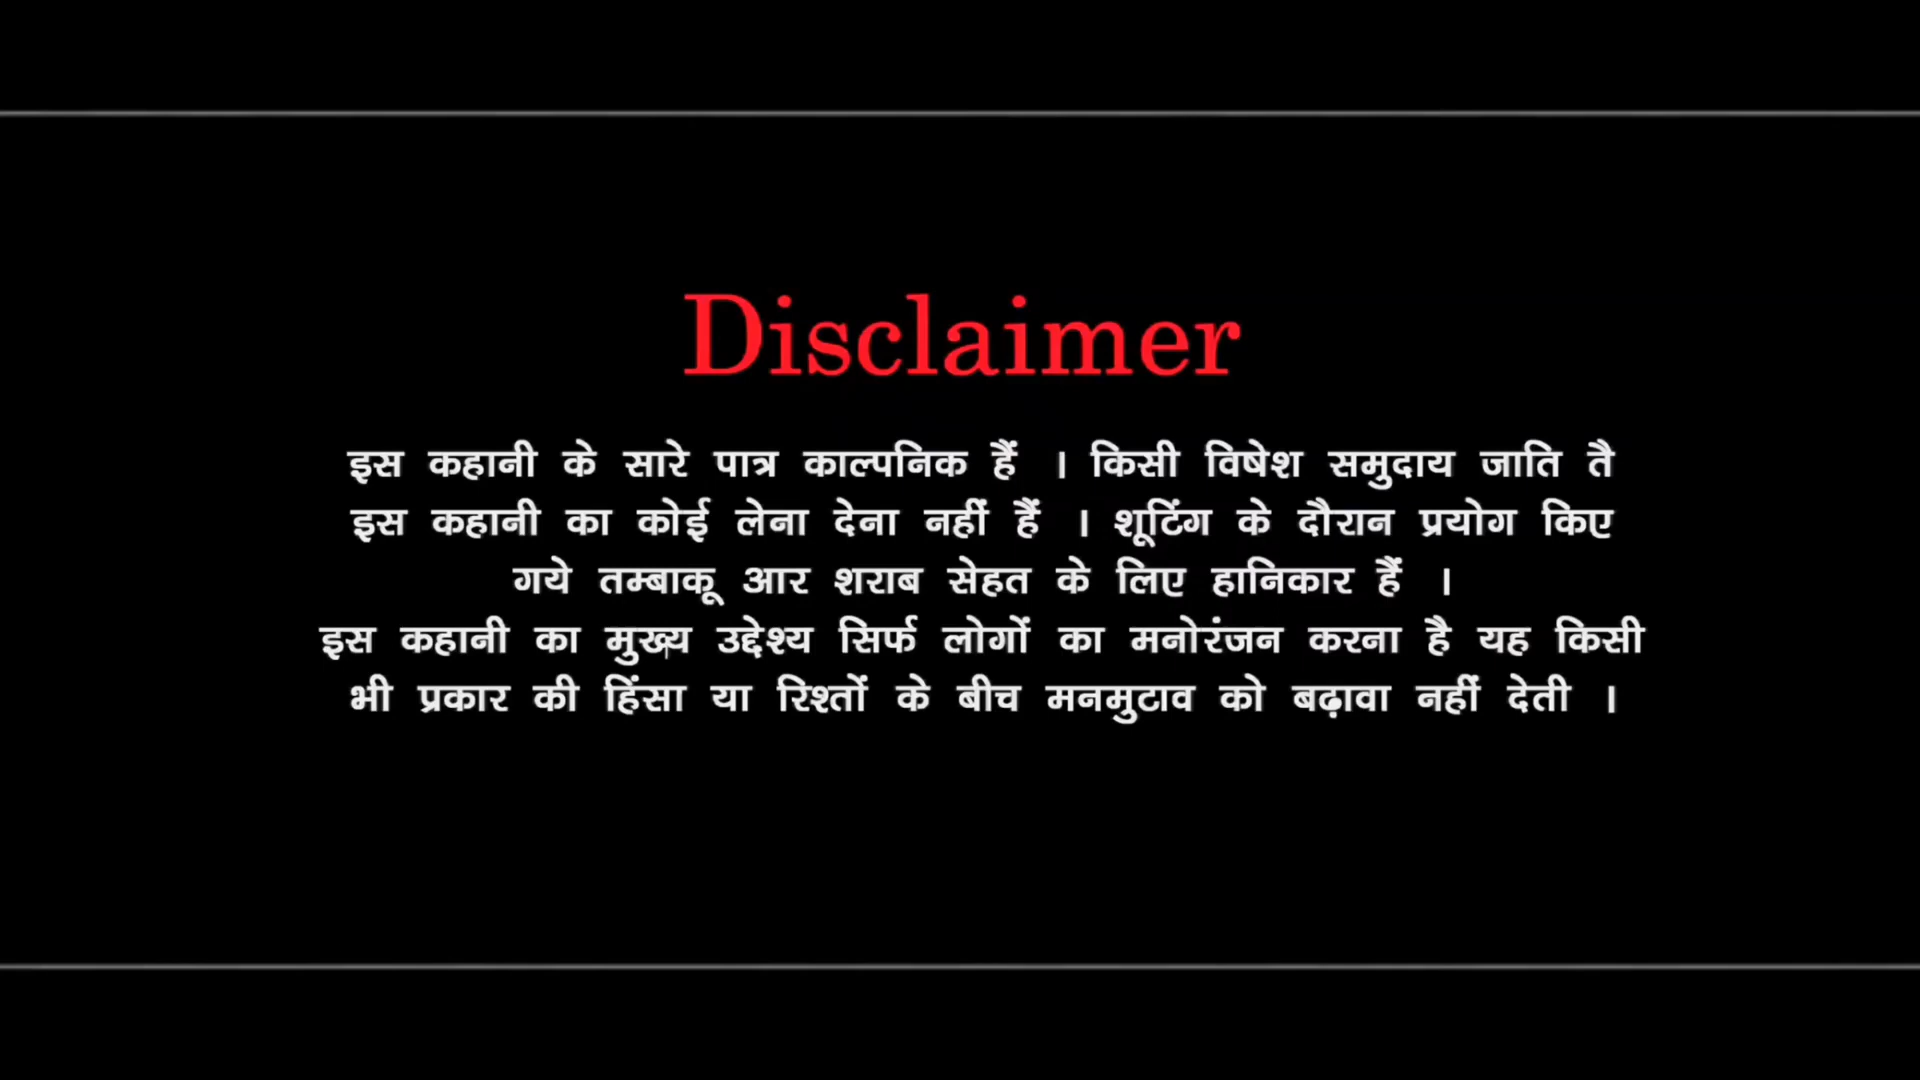 Disclaimer
इस कहानी के सारे पात्र काल्पनिक हैं । किसी विषेश समुदाय जाति तै
इस कहानी का कोई लेना देना नहीं हैं । शूटिंग के दौरान प्रयोग किए
गये तम्बाकू आर शराब सेहत के लिए हानिकार हैं ।
इस कहानी का मुख्य उद्देश्य सिर्फ लोगों का मनोरंजन करना है यह किसी
भी प्रकार की हिंसा या रिश्तों के बीच मनमुटाव को बढ़ावा नहीं देती ।